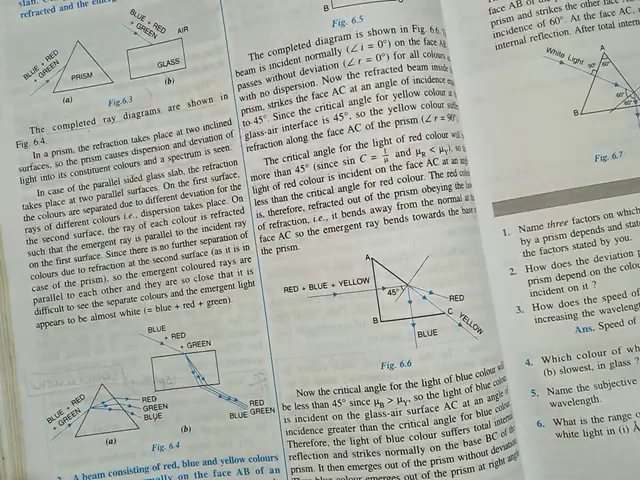 refracted and the
BLUE + RED
+ GREEN
AIR
BLUE + RED
+ GREEN
PRISM
GLASS
(a)
(b)
Fig.6.3
The completed ray diagrams are shown in
Fig. 6.4.
In a prism, the refraction takes place at two inclined
surfaces, so the prism causes dispersion and deviation of
light into its constituent colours and a spectrum is seen.
In case of the parallel sided glass slab, the refraction
takes place at two parallel surfaces. On the first surface,
the colours are separated due to different deviation for the
rays of different colours i.e., dispersion takes place. On
the second surface, the ray of each colour is refracted
such that the emergent ray is parallel to the incident ray
on the first surface. Since there is no further separation of
colours due to refraction at the second surface (as it is in
case of the prism), so the emergent coloured rays are
parallel to each other and they are so close that it is
difficult to see the separate colours and the emergent light
appears to be almost white (= blue + red + green).
BLUE
+ RED
+ GREEN
BLUE + RED
+ GREEN
RED
GREEN
BLUE
RED
BLUE GREEN
(a)
(b)
Fig. 6.4
A beam consisting of red, blue and yellow colours
on the face AB of an
B
Fig. 6.5
The completed diagram is shown in Fig. 6.6.
beam is incident normally (∠i = 0°) on the face AB
passes without deviation (∠r = 0°) for all colours
with no dispersion. Now the refracted beam inside
prism, strikes the face AC at an angle of incidence
to 45°. Since the critical angle for yellow colour
glass-air interface is 45°, so the yellow colour
refraction along the face AC of the prism (∠r = 90°
The critical angle for the light of red colour will
more than 45° (since sin C = 1/μ and μR < μY), so
light of red colour is incident on the face AC at an
less than the critical angle for red colour. The red
is, therefore, refracted out of the prism obeying the
of refraction, i.e., it bends away from the normal at
face AC so the emergent ray bends towards the base
the prism.
A
RED + BLUE + YELLOW
45°
RED
B
C
YELLOW
BLUE
Fig. 6.6
Now the critical angle for the light of blue colour
be less than 45° since μB > μY, so the light of blue
is incident on the glass-air surface AC at an angle
incidence greater than the critical angle for blue
Therefore, the light of blue colour suffers total
reflection and strikes normally on the base BC of
prism. It then emerges out of the prism without
blue colour emerges out of the prism at right
face AB of
prism and strikes the other face
incidence of 60°. At the face AC,
internal reflection. After total
White Light
A
90°
60°
60°
B
Fig. 6.7
1. Name three factors on which
by a prism depends and
the factors stated by you.
2. How does the deviation
prism depend on the
incident on it ?
3. How does the speed of
increasing the
Ans. Speed of
4. Which colour of
(b) slowest, in glass ?
5. Name the subjective
wavelength.
6. What is the range
white light in (i) Å